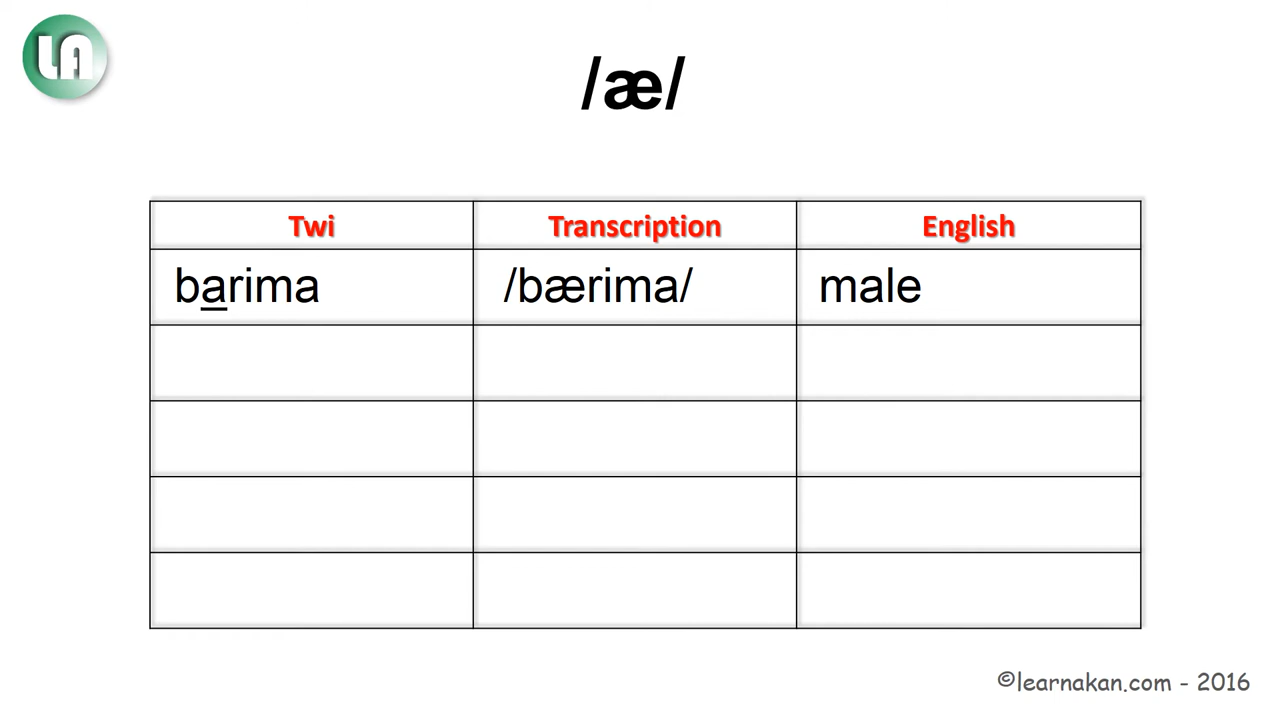 LA
/æ/
Twi Transcription English
barima /bærima/ male
©learnakan.com - 2016